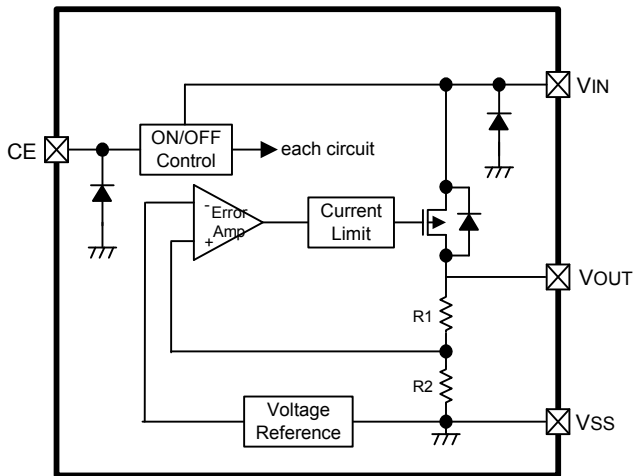 VIN
CE
ON/OFF
Control
each circuit
- Error
Amp
+
Current
Limit
VOUT
R1
R2
Voltage
Reference
VSS